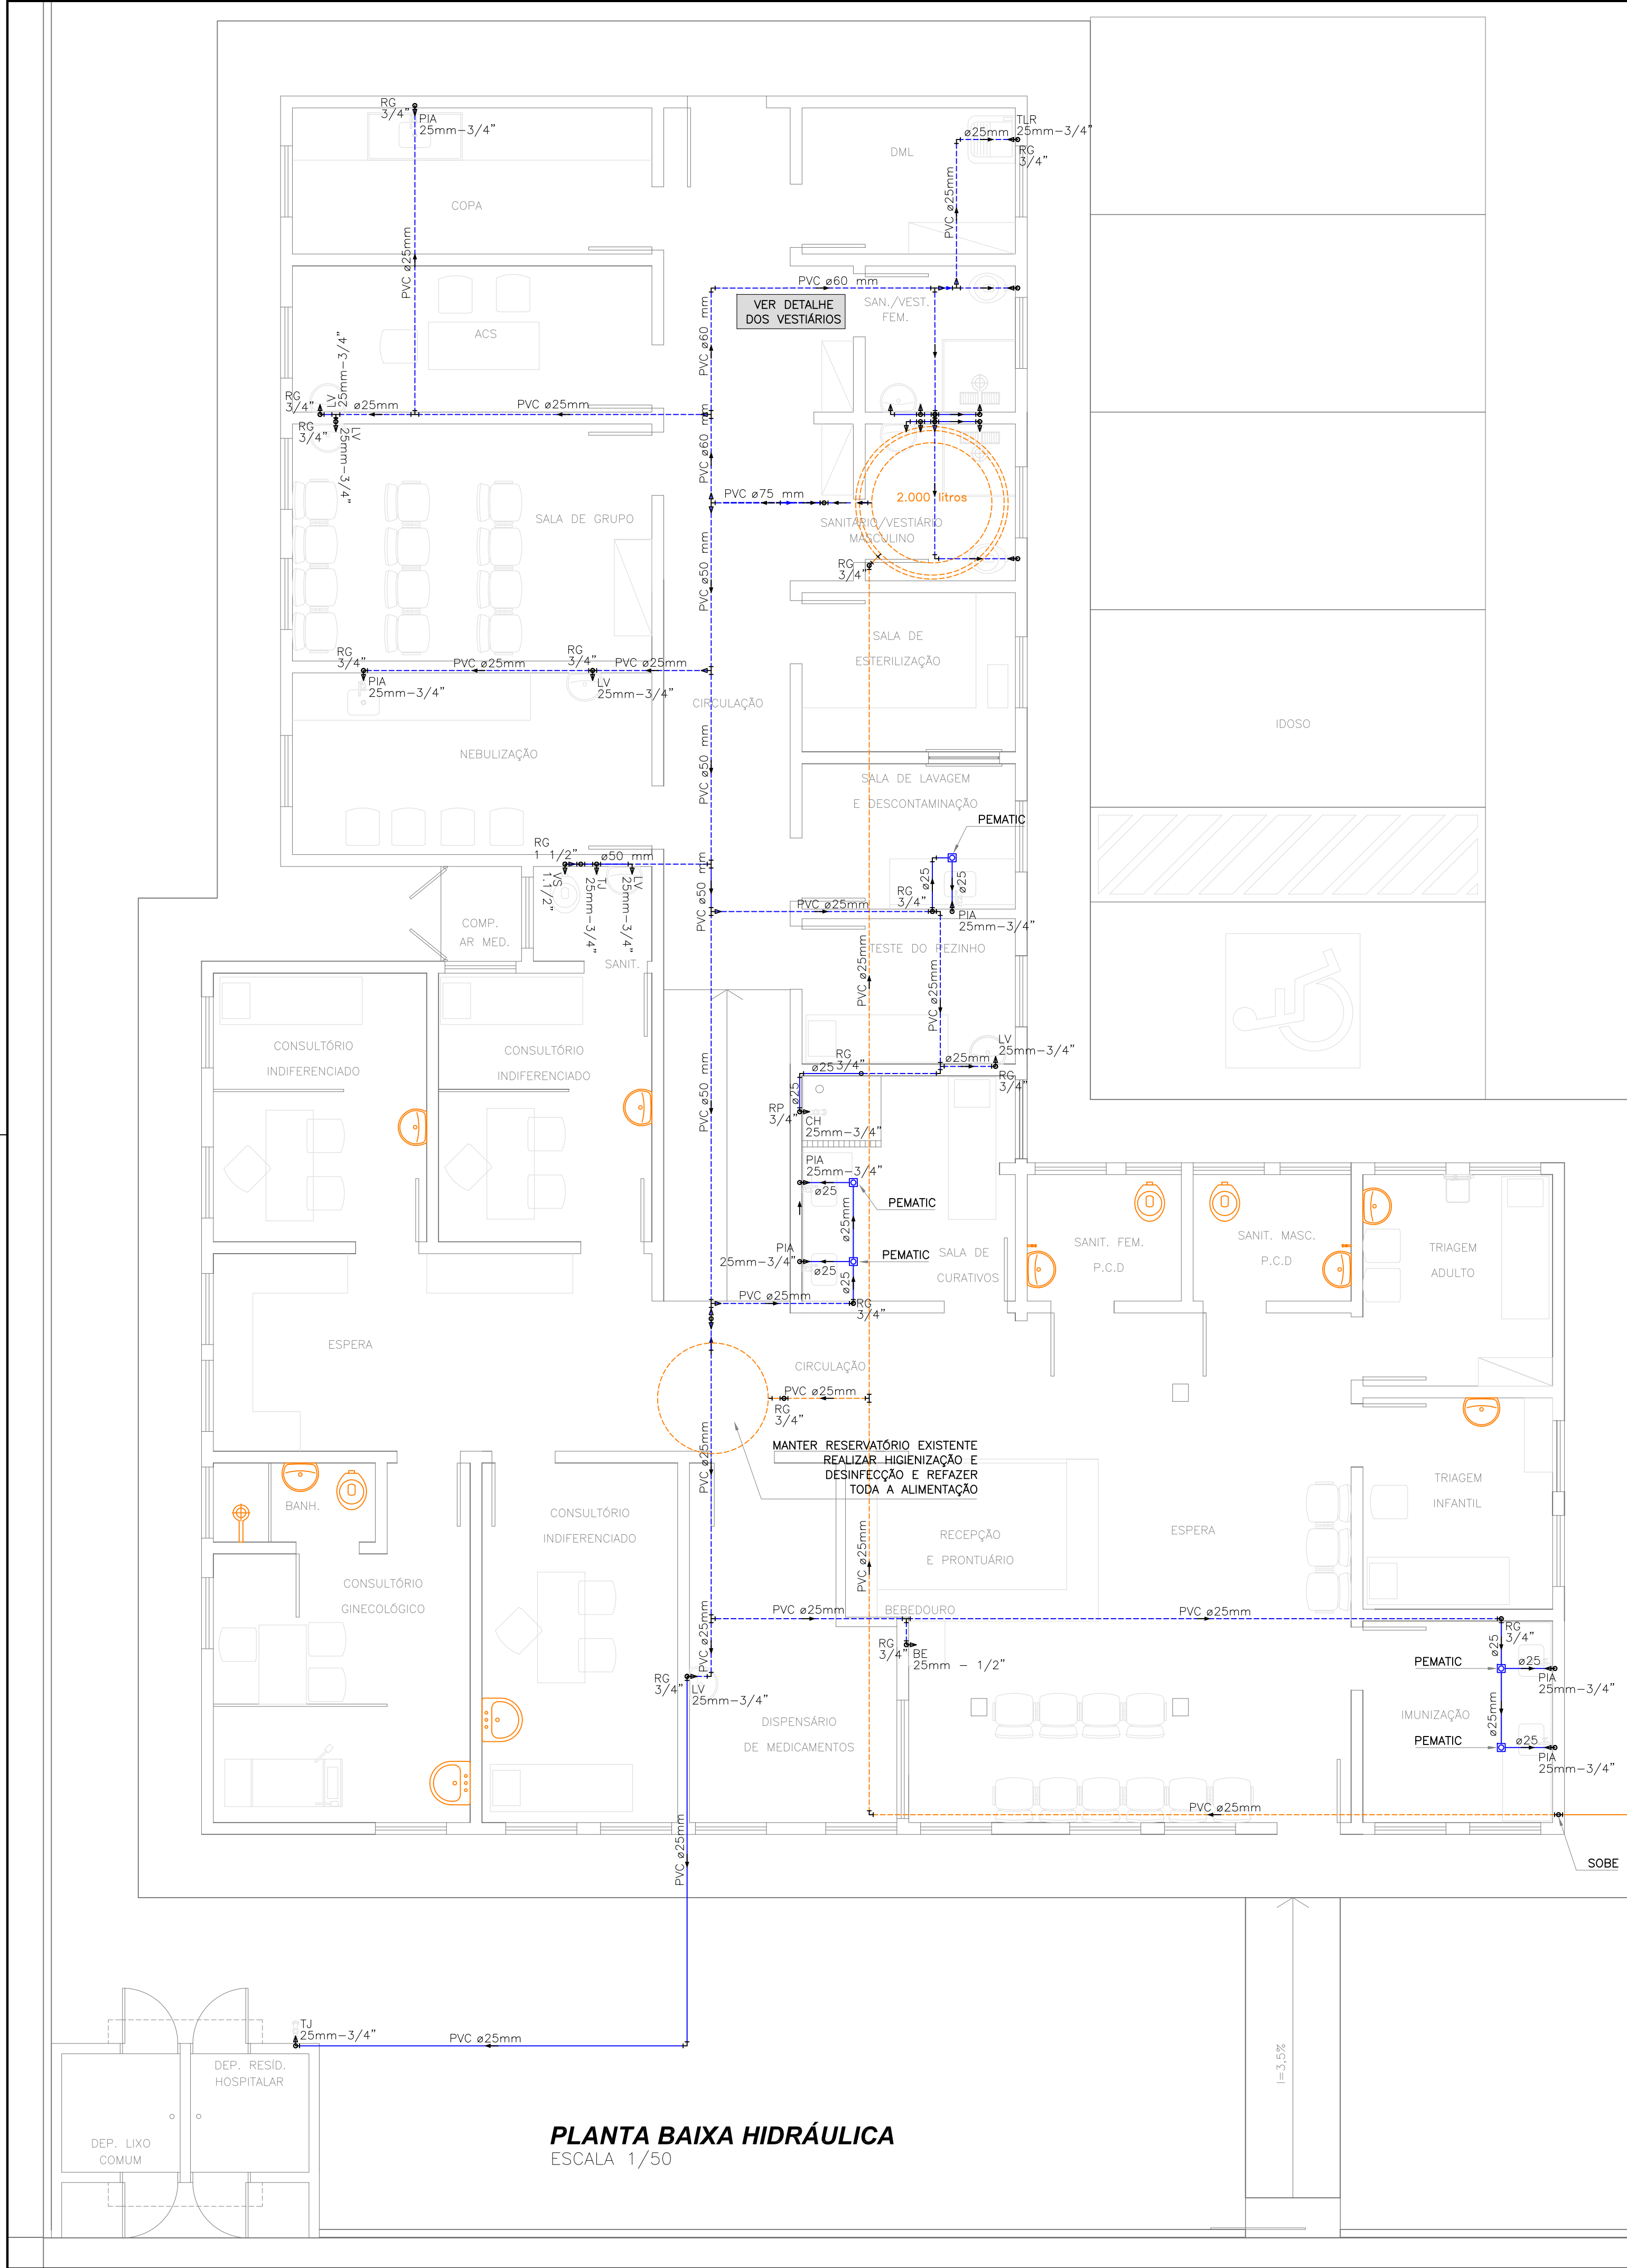 RG
3/4"
PIA
25mm-3/4"
COPA
PVC ø25mm
DML
ø25mm
TLR
25mm-3/4"
RG
3/4"
PVC ø25mm
PVC ø60 mm
VER DETALHE
DOS VESTIÁRIOS
SAN./VEST.
FEM.
ACS
PVC ø60 mm
RG
3/4"
LV
25mm-3/4"
ø25mm
PVC ø25mm
RG
3/4"
LV
25mm-3/4"
PVC ø60 mm
PVC ø75 mm
2.000 litros
SALA DE GRUPO
SANITÁRIO/VESTIÁRIO
MASCULINO
RG
3/4"
PVC ø50 mm
SALA DE
ESTERILIZAÇÃO
RG
3/4"
PVC ø25mm
RG
3/4"
PVC ø25mm
PIA
25mm-3/4"
LV
25mm-3/4"
CIRCULAÇÃO
IDOSO
NEBULIZAÇÃO
PVC ø50 mm
SALA DE LAVAGEM
E DESCONTAMINAÇÃO
PEMATIC
RG
1 1/2"
ø50 mm
VS
1.1/2"
TJ
25mm-3/4"
LV
25mm-3/4"
PVC ø50 mm
ø25
ø25
RG
3/4"
PVC ø25mm
PIA
25mm-3/4"
COMP.
AR MED.
SANIT.
TESTE DO PEZINHO
PVC ø25mm
PVC ø25mm
CONSULTÓRIO
INDIFERENCIADO
CONSULTÓRIO
INDIFERENCIADO
PVC ø50 mm
RG
3/4"
ø25
ø25mm
LV
25mm-3/4"
RG
3/4"
ø25
RP
3/4"
CH
25mm-3/4"
PIA
25mm-3/4"
ø25
PEMATIC
ø25mm
PIA
25mm-3/4"
ø25
PEMATIC
ø25
SALA DE
CURATIVOS
SANIT. FEM.
P.C.D
SANIT. MASC.
P.C.D
TRIAGEM
ADULTO
PVC ø25mm
RG
3/4"
ESPERA
CIRCULAÇÃO
PVC ø25mm
RG
3/4"
MANTER RESERVATÓRIO EXISTENTE
REALIZAR HIGIENIZAÇÃO E
DESINFECÇÃO E REFAZER
TODA A ALIMENTAÇÃO
PVC ø25mm
BANH.
CONSULTÓRIO
INDIFERENCIADO
TRIAGEM
INFANTIL
RECEPÇÃO
E PRONTUÁRIO
ESPERA
PVC ø25mm
CONSULTÓRIO
GINECOLÓGICO
PVC ø25mm
BEBEDOURO
PVC ø25mm
PVC ø25mm
RG
3/4"
BE
25mm - 1/2"
RG
3/4"
ø25
PEMATIC
ø25
PIA
25mm-3/4"
RG
3/4"
LV
25mm-3/4"
DISPENSÁRIO
DE MEDICAMENTOS
IMUNIZAÇÃO
ø25mm
PEMATIC
ø25
PIA
25mm-3/4"
PVC ø25mm
PVC ø25mm
SOBE
TJ
25mm-3/4"
PVC ø25mm
DEP. RESÍD.
HOSPITALAR
I=3,5%
DEP. LIXO
COMUM
PLANTA BAIXA HIDRÁULICA
ESCALA 1/50